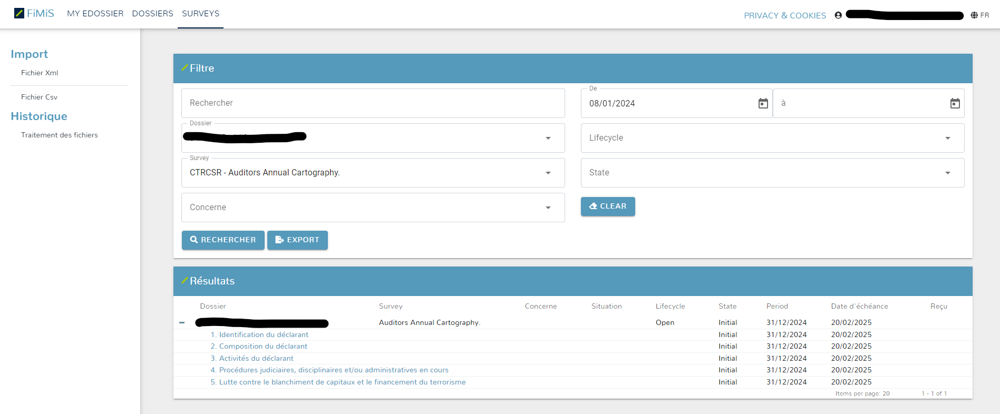 FiMiS MY EDOSSIER DOSSIERS SURVEYS PRIVACY & COOKIES FR
Import
Fichier Xml
Fichier Csv
Historique
Traitement des fichiers
Filtre
Rechercher
De
08/01/2024
à
Dossier
Lifecycle
Survey
CTRCSR - Auditors Annual Cartography.
State
Concerne
CLEAR
RECHERCHER
EXPORT
Résultats
Dossier Survey Concerne Situation Lifecycle State Period Date d'échéance Reçu
Auditors Annual Cartography. Open Initial 31/12/2024 20/02/2025
1. Identification du déclarant Initial 31/12/2024 20/02/2025
2. Composition du déclarant Initial 31/12/2024 20/02/2025
3. Activités du déclarant Initial 31/12/2024 20/02/2025
4. Procédures judiciaires, disciplinaires et/ou administratives en cours Initial 31/12/2024 20/02/2025
5. Lutte contre le blanchiment de capitaux et le financement du terrorisme Initial 31/12/2024 20/02/2025
Items per page: 20 1 - 1 of 1